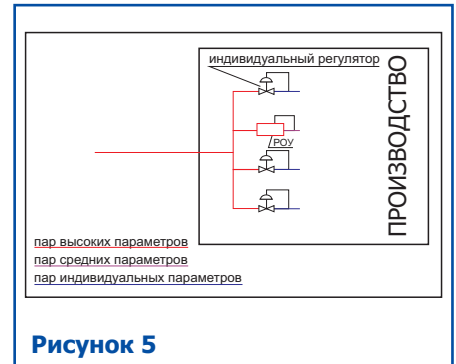 индивидуальный регулятор
РОУ
ПРОИЗВОДСТВО
пар высоких параметров
пар средних параметров
пар индивидуальных параметров
Рисунок 5